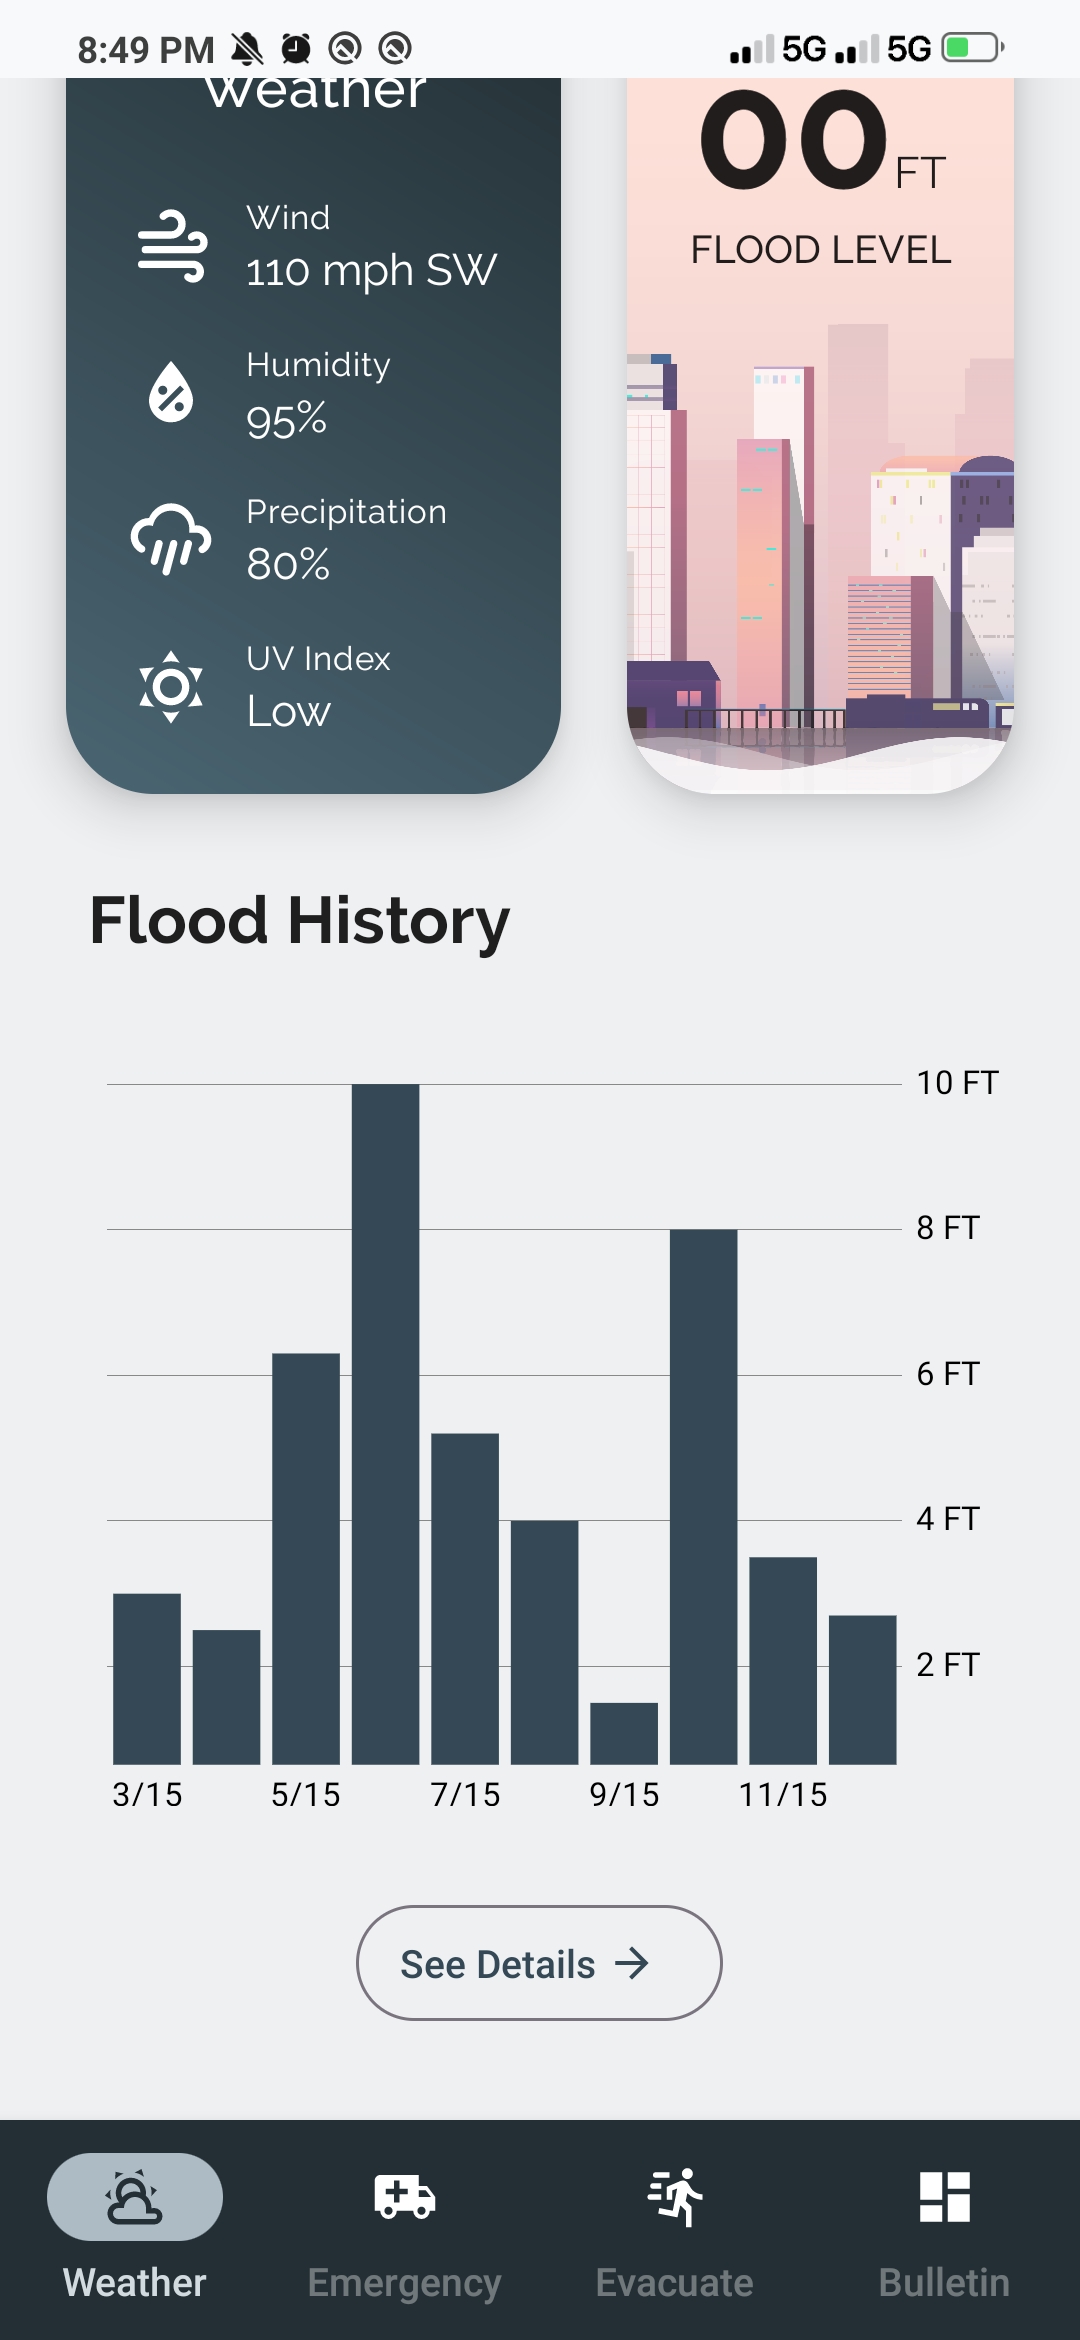 8:49 PM 5G 5G
Weather
Wind
110 mph SW
Humidity
95%
Precipitation
80%
UV Index
Low
00 FT
FLOOD LEVEL
Flood History
10 FT
8 FT
6 FT
4 FT
2 FT
3/15 5/15 7/15 9/15 11/15
See Details →
Weather Emergency Evacuate Bulletin